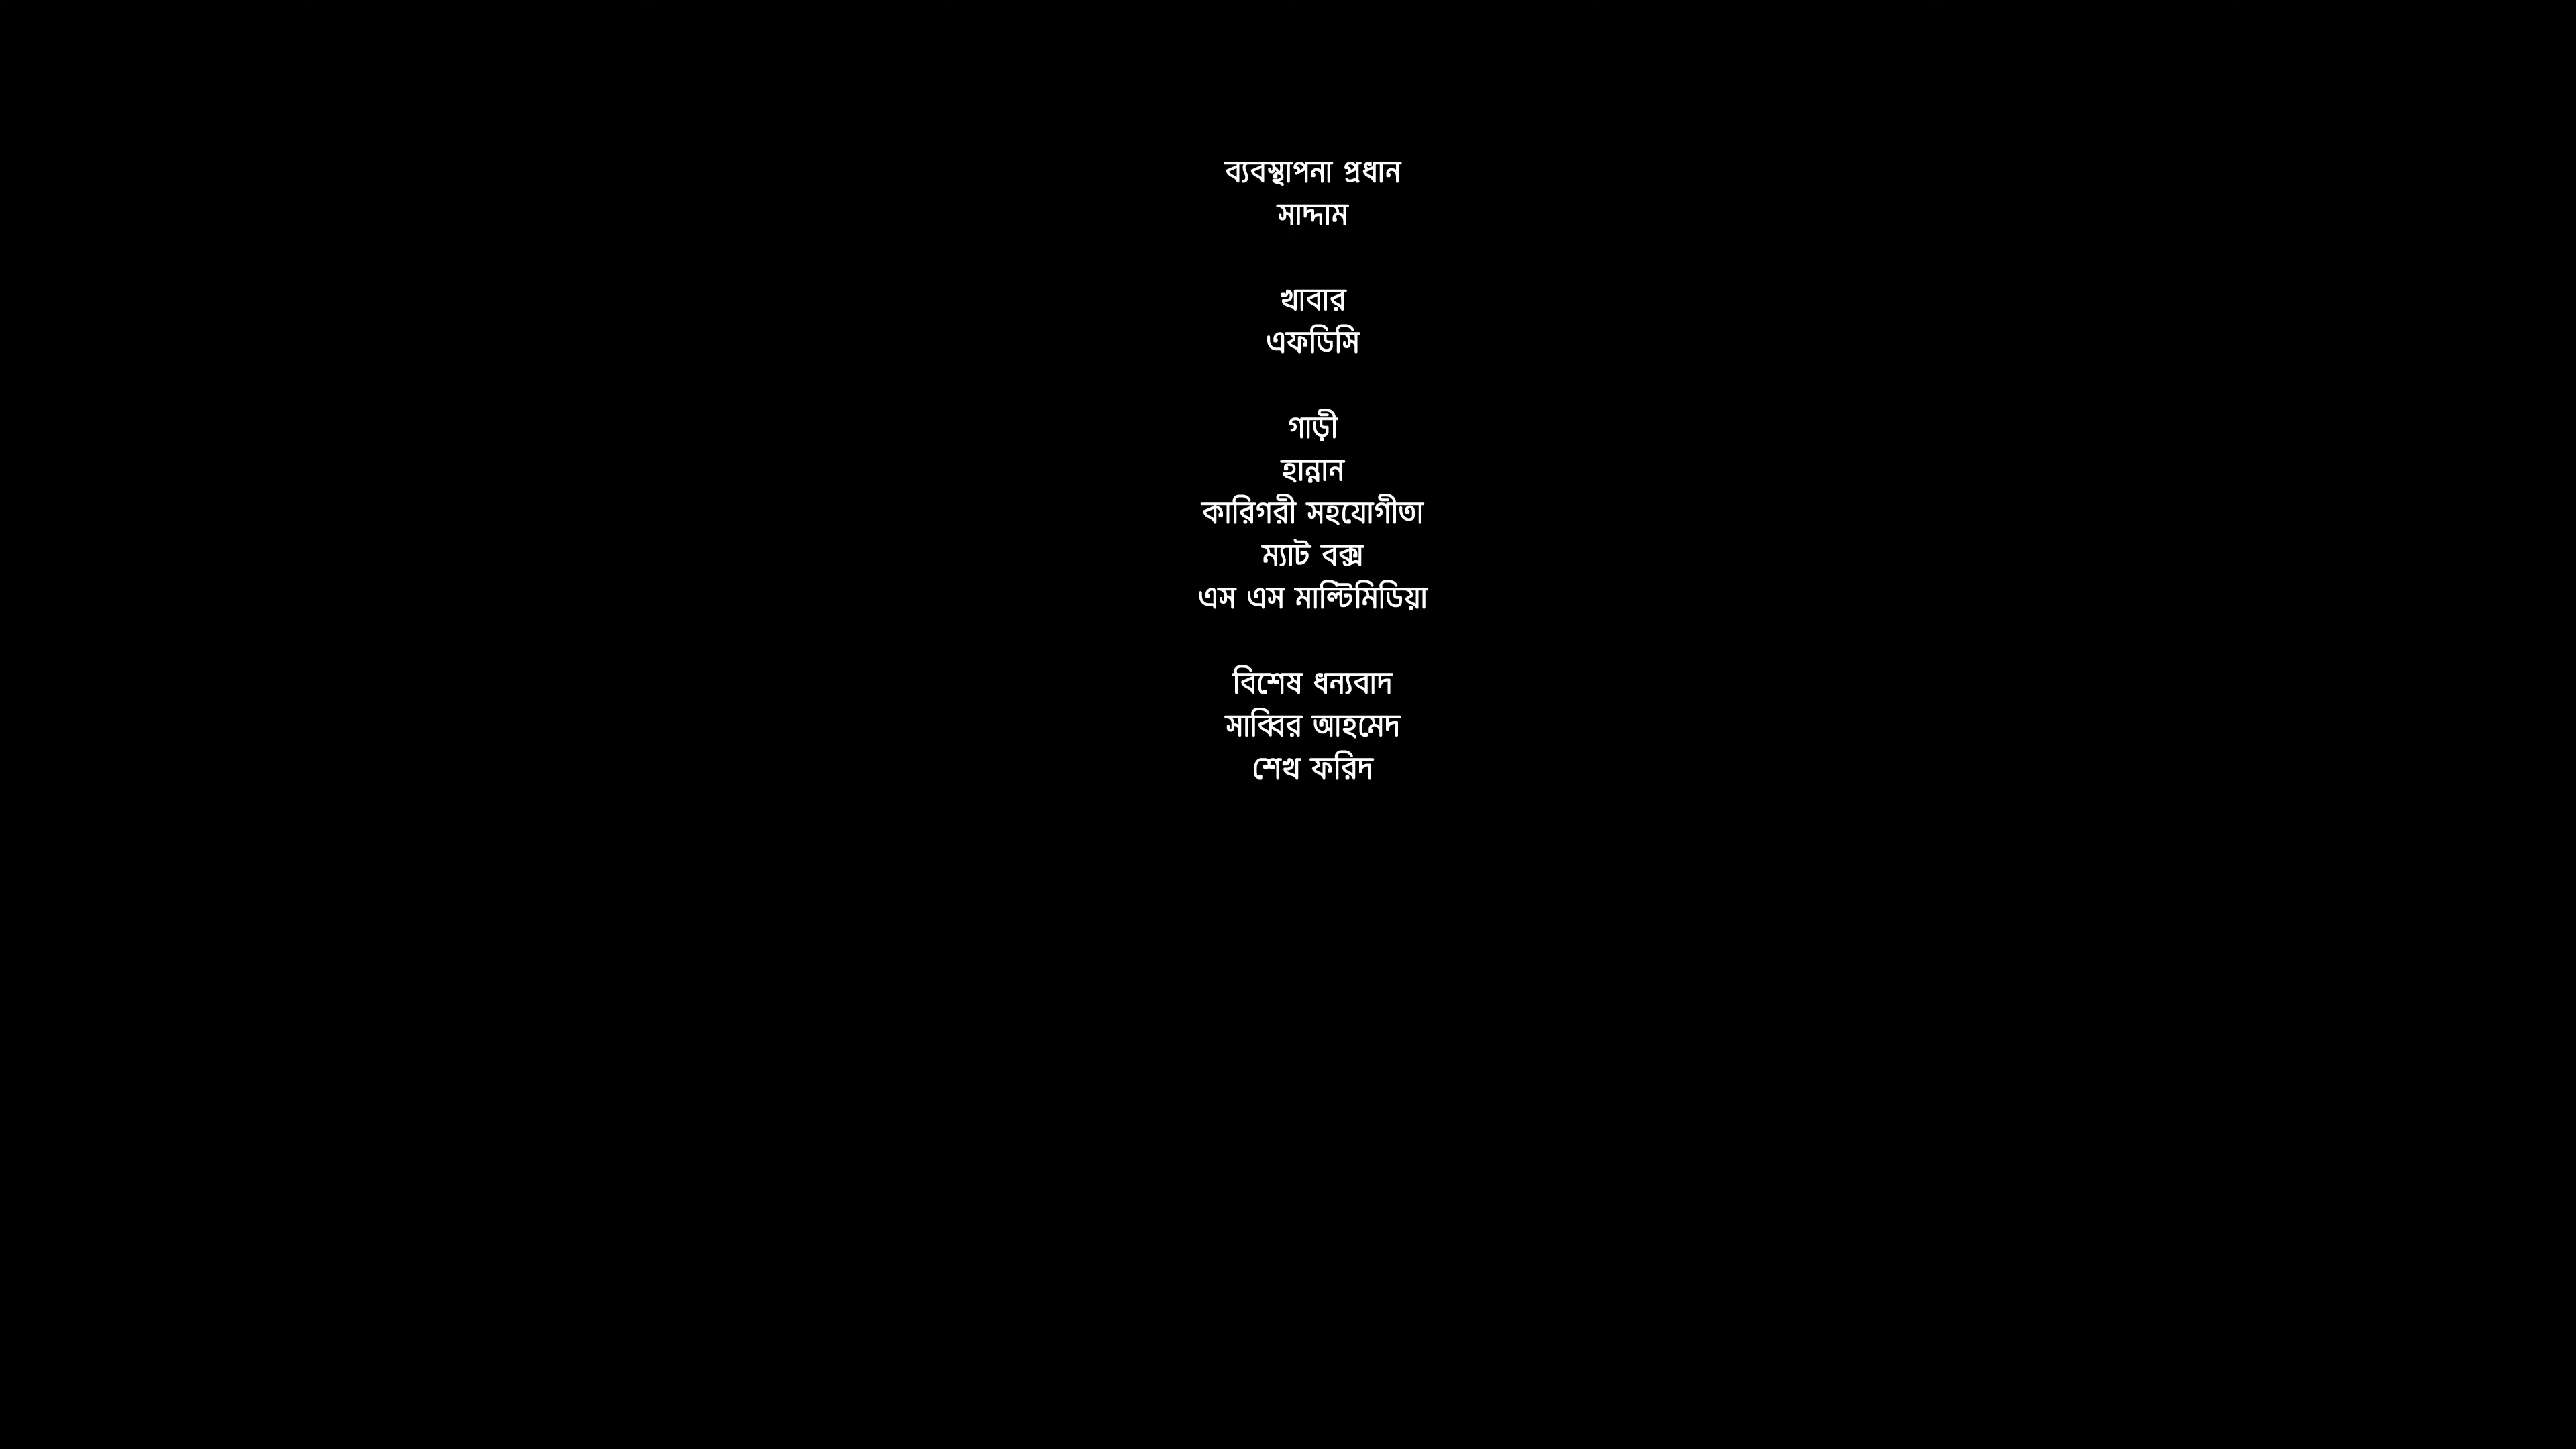 ব্যবস্থাপনা প্রধান
সাদ্দাম
খাবার
এফডিসি
গাড়ী
হান্নান
কারিগরী সহযোগীতা
ম্যাট বক্স
এস এস মাল্টিমিডিয়া
বিশেষ ধন্যবাদ
সাব্বির আহমেদ
শেখ ফরিদ